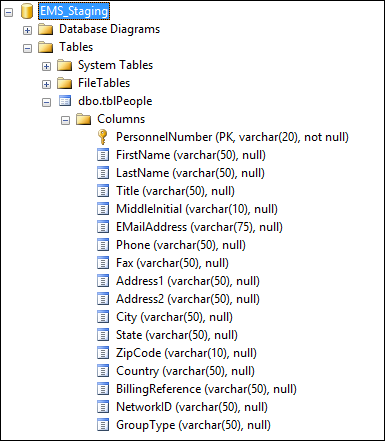 EMS_Staging
Database Diagrams
Tables
System Tables
FileTables
dbo.tblPeople
Columns
PersonnelNumber (PK, varchar(20), not null)
FirstName (varchar(50), null)
LastName (varchar(50), null)
Title (varchar(50), null)
MiddleInitial (varchar(10), null)
EMailAddress (varchar(75), null)
Phone (varchar(50), null)
Fax (varchar(50), null)
Address1 (varchar(50), null)
Address2 (varchar(50), null)
City (varchar(50), null)
State (varchar(50), null)
ZipCode (varchar(10), null)
Country (varchar(50), null)
BillingReference (varchar(50), null)
NetworkID (varchar(50), null)
GroupType (varchar(50), null)